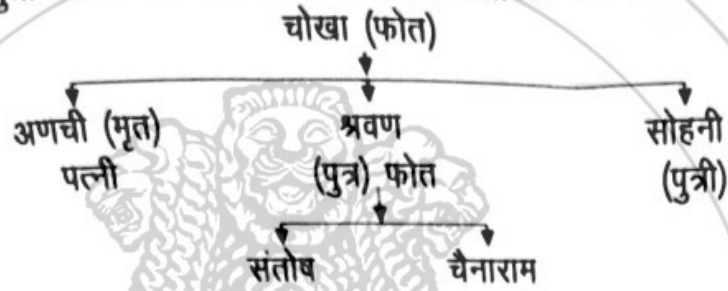 चोखा (फोत)
अणची (मृत) श्रवण सोहनी
पत्नी (पुत्र) फोत (पुत्री)
संतोष चैनाराम